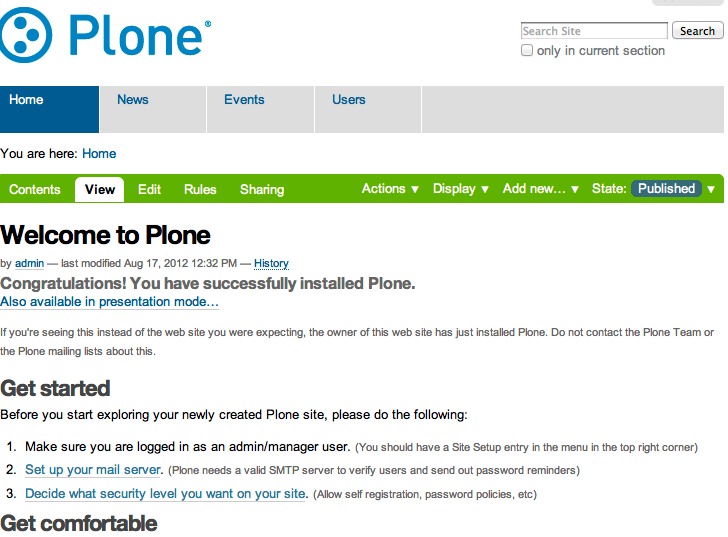 Plone®
Search Site
Search
only in current section
Home
News
Events
Users
You are here: Home
Contents
View
Edit
Rules
Sharing
Actions ▼
Display ▼
Add new… ▼
State: Published ▼
Welcome to Plone
by admin — last modified Aug 17, 2012 12:32 PM — History
Congratulations! You have successfully installed Plone.
Also available in presentation mode…
If you're seeing this instead of the web site you were expecting, the owner of this web site has just installed Plone. Do not contact the Plone Team or
the Plone mailing lists about this.
Get started
Before you start exploring your newly created Plone site, please do the following:
1. Make sure you are logged in as an admin/manager user. (You should have a Site Setup entry in the menu in the top right corner)
2. Set up your mail server. (Plone needs a valid SMTP server to verify users and send out password reminders)
3. Decide what security level you want on your site. (Allow self registration, password policies, etc)
Get comfortable